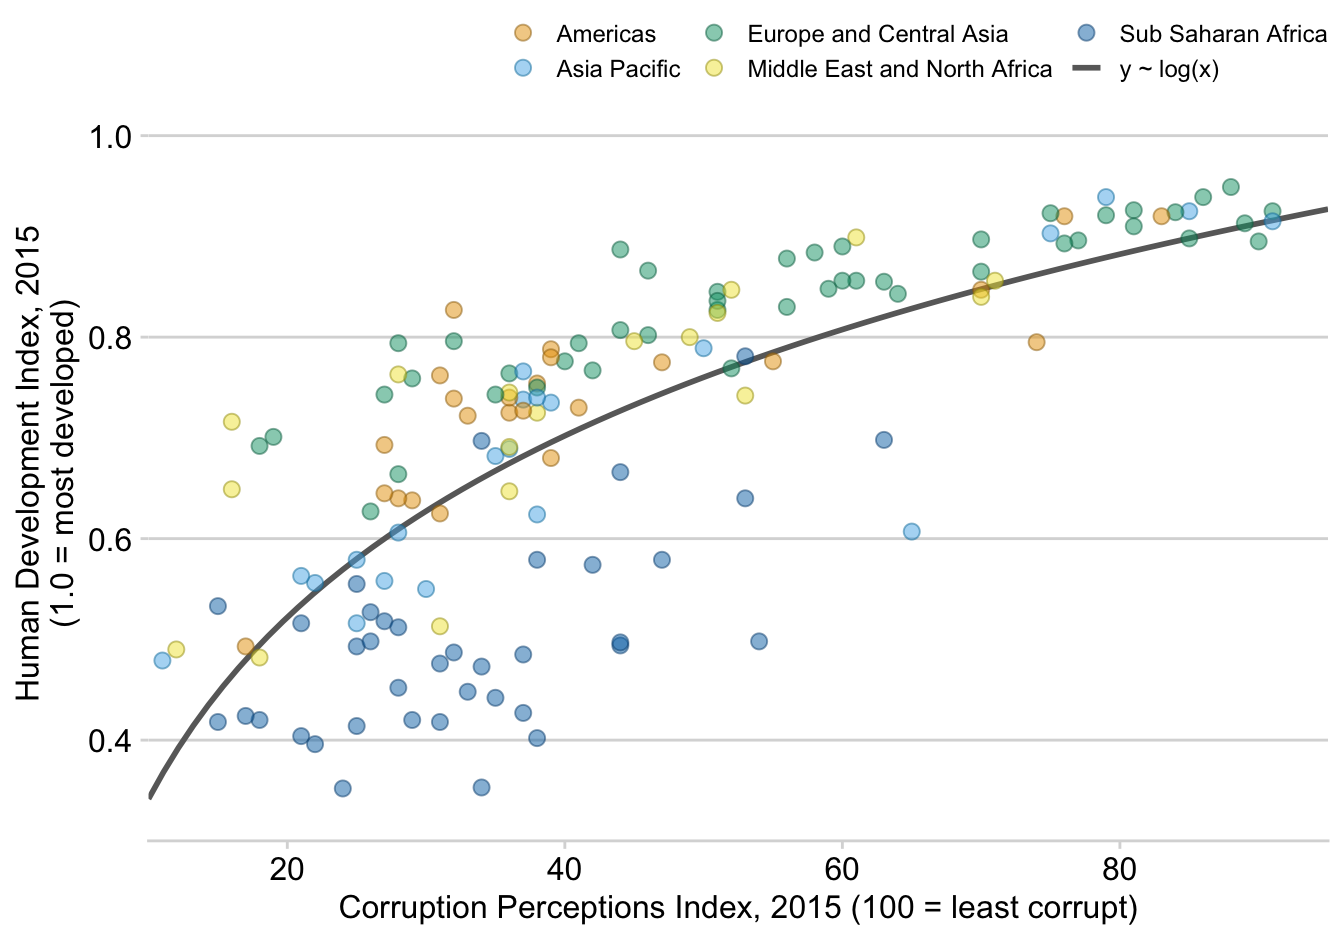 Americas
Europe and Central Asia
Sub Saharan Africa
Asia Pacific
Middle East and North Africa
y ~ log(x)
1.0
0.8
0.6
0.4
Human Development Index, 2015
(1.0 = most developed)
20
40
60
80
Corruption Perceptions Index, 2015 (100 = least corrupt)